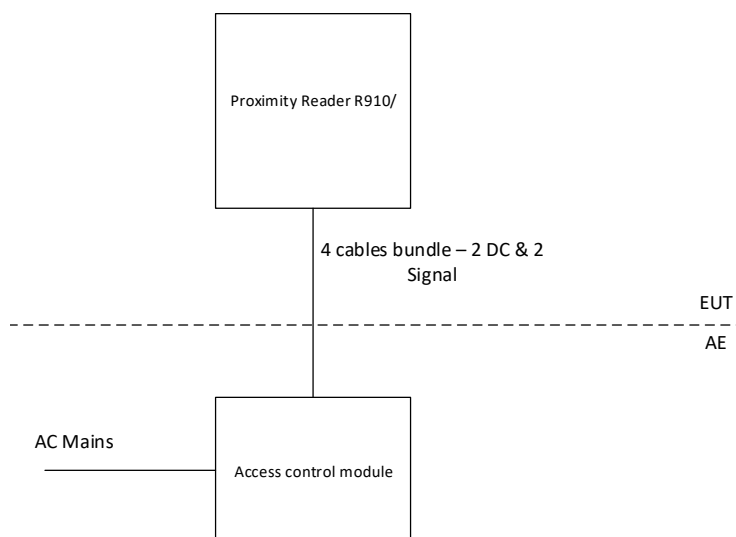 Proximity Reader R910/
4 cables bundle – 2 DC & 2
Signal
EUT
AE
AC Mains
Access control module